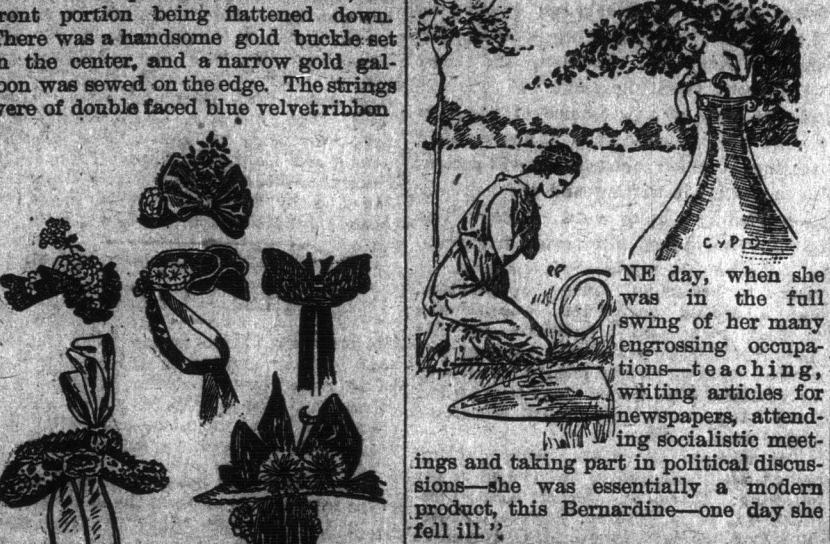 ront portion being flattened down.
There was a handsome gold buckle set
n the center, and a narrow gold gal-
oon was sewed on the edge. The strings
were of double faced blue velvet ribbon
CVPID
"ONE day, when she
was in the full
swing of her many
engrossing occupa-
tions—teaching,
writing articles for
newspapers, attend-
ing socialistic meet-
ings and taking part in political discus-
sions—she was essentially a modern
product, this Bernardine—one day she
fell ill."